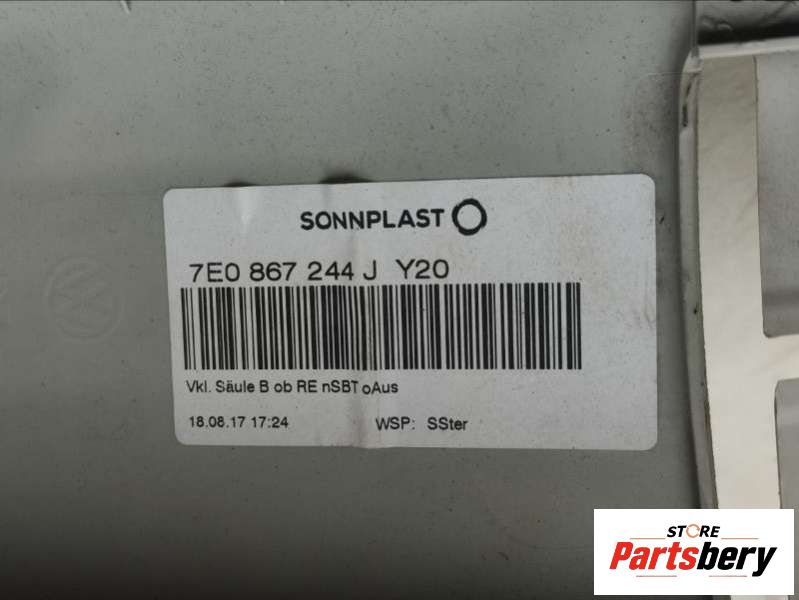 SONNPLAST
7E0 867 244 J Y20
Vkl. Säule B ob RE nSBT oAus
18.08.17 17:24 WSP: SSter
STORE
Partsbery